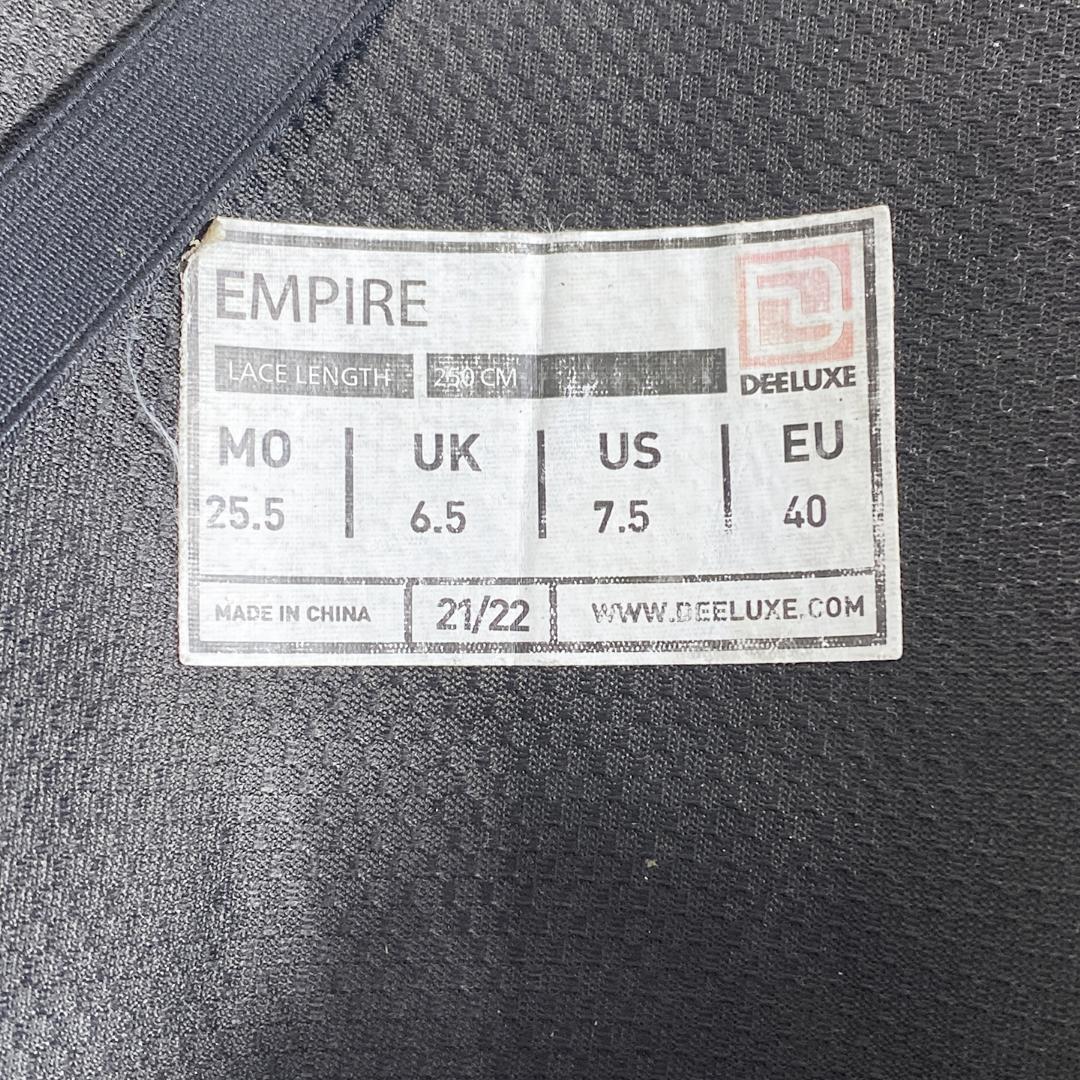 EMPIRE
LACE LENGTH 250 CM
DEELUXE
MO UK US EU
25.5 6.5 7.5 40
MADE IN CHINA 21/22 WWW.DEELUXE.COM